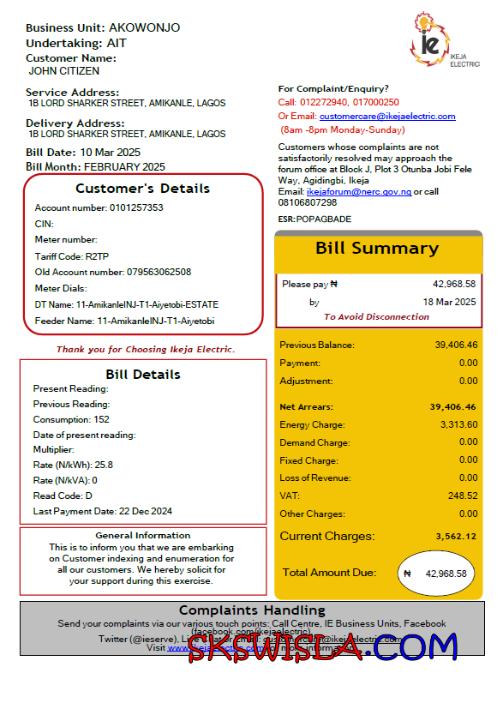 Business Unit: AKOWONJO
Undertaking: AIT
Customer Name:
JOHN CITIZEN
Service Address:
1B LORD SHARKER STREET, AMIKANLE, LAGOS
Delivery Address:
1B LORD SHARKER STREET, AMIKANLE, LAGOS
Bill Date: 10 Mar 2025
Bill Month: FEBRUARY 2025
ie
IKEJA
ELECTRIC
For Complaint/Enquiry?
Call: 012272940, 017000250
Or Email: customercare@ikejaelectric.com
(8am -8pm Monday-Sunday)
Customers whose complaints are not
satisfactorily resolved may approach the
forum office at Block J, Plot 3 Otunba Jobi Fele
Way, Agidingbi, Ikeja
Email: ikejaforum@nerc.gov.ng or call
08106807298
ESR:POPAGBADE
Customer's Details
Account number: 0101257353
CIN:
Meter number:
Tariff Code: R2TP
Old Account number: 079563062508
Meter Dials:
DT Name: 11-AmikanleINJ-T1-Aiyetobi-ESTATE
Feeder Name: 11-AmikanleINJ-T1-Aiyetobi
Thank you for Choosing Ikeja Electric.
Bill Details
Present Reading:
Previous Reading:
Consumption: 152
Date of present reading:
Multiplier:
Rate (N/kWh): 25.8
Rate (N/kVA): 0
Read Code: D
Last Payment Date: 22 Dec 2024
General Information
This is to inform you that we are embarking
on Customer indexing and enumeration for
all our customers. We hereby solicit for
your support during this exercise.
Bill Summary
Please pay ₦ 42,968.58
by 18 Mar 2025
To Avoid Disconnection
Previous Balance: 39,406.46
Payment: 0.00
Adjustment: 0.00
Net Arrears: 39,406.46
Energy Charge: 3,313.60
Demand Charge: 0.00
Fixed Charge: 0.00
Loss of Revenue: 0.00
VAT: 248.52
Other Charges: 0.00
Current Charges: 3,562.12
Total Amount Due: ₦ 42,968.58
Complaints Handling
Send your complaints via our various touch points: Call Centre, IE Business Units, Facebook
(facebook.com/ikejaelectric)
Twitter (@ieserve), Live
Visit
SKSWISLA.COM